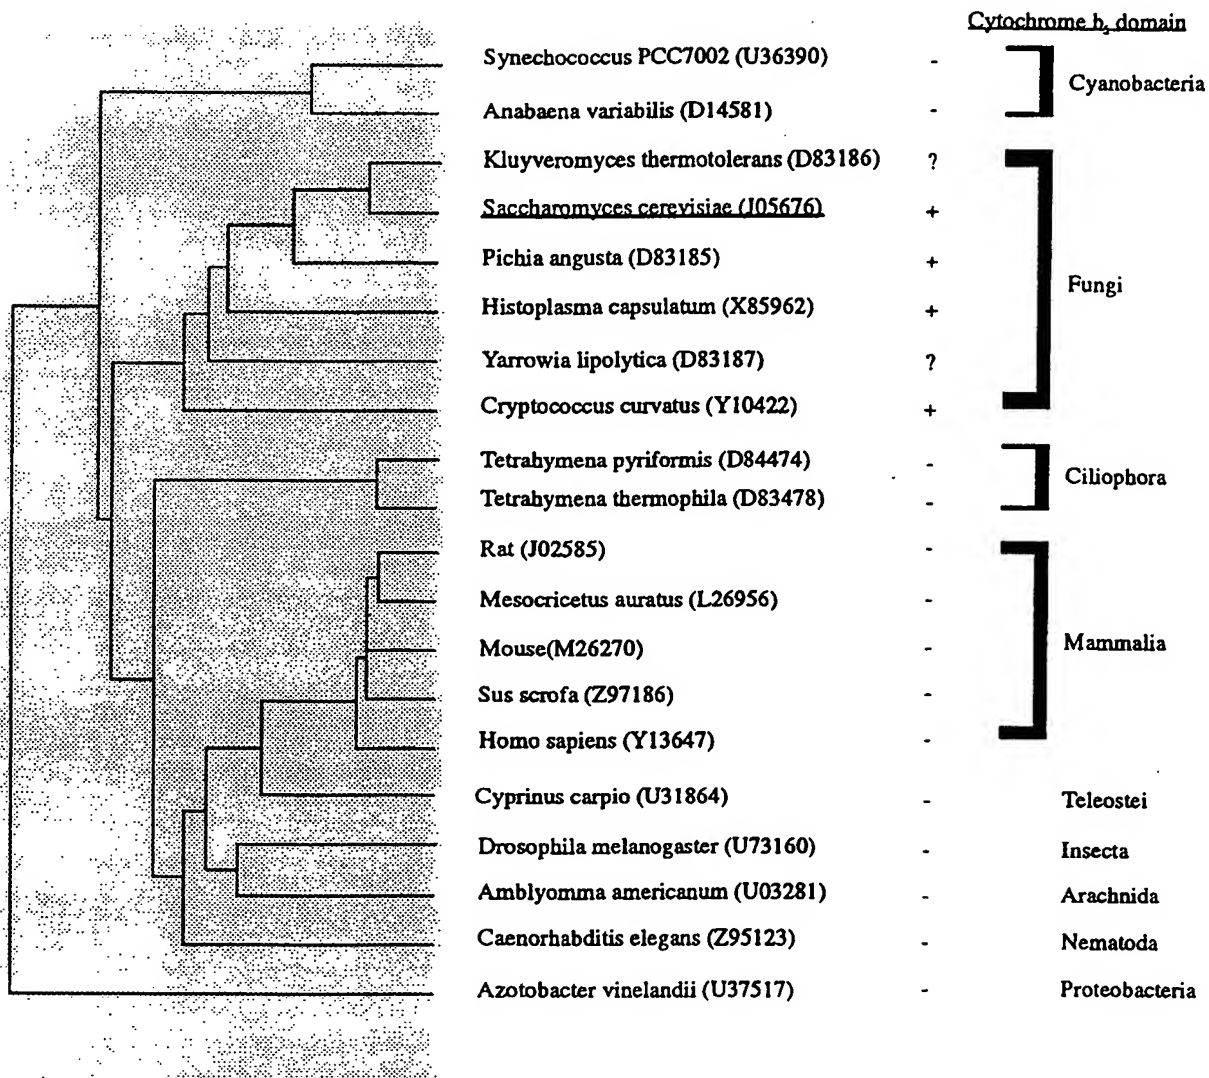 Cytochrome b5 domain
Synechococcus PCC7002 (U36390) -
Cyanobacteria
Anabaena variabilis (D14581) -
Kluyveromyces thermotolerans (D83186) ?
Saccharomyces cerevisiae (J05676) +
Pichia angusta (D83185) +
Fungi
Histoplasma capsulatum (X85962) +
Yarrowia lipolytica (D83187) ?
Cryptococcus curvatus (Y10422) +
Tetrahymena pyriformis (D84474) -
Ciliophora
Tetrahymena thermophila (D83478) -
Rat (J02585) -
Mesocricetus auratus (L26956) -
Mammalia
Mouse(M26270) -
Sus scrofa (Z97186) -
Homo sapiens (Y13647) -
Cyprinus carpio (U31864) - Teleostei
Drosophila melanogaster (U73160) - Insecta
Amblyomma americanum (U03281) - Arachnida
Caenorhabditis elegans (Z95123) - Nematoda
Azotobacter vinelandii (U37517) - Proteobacteria